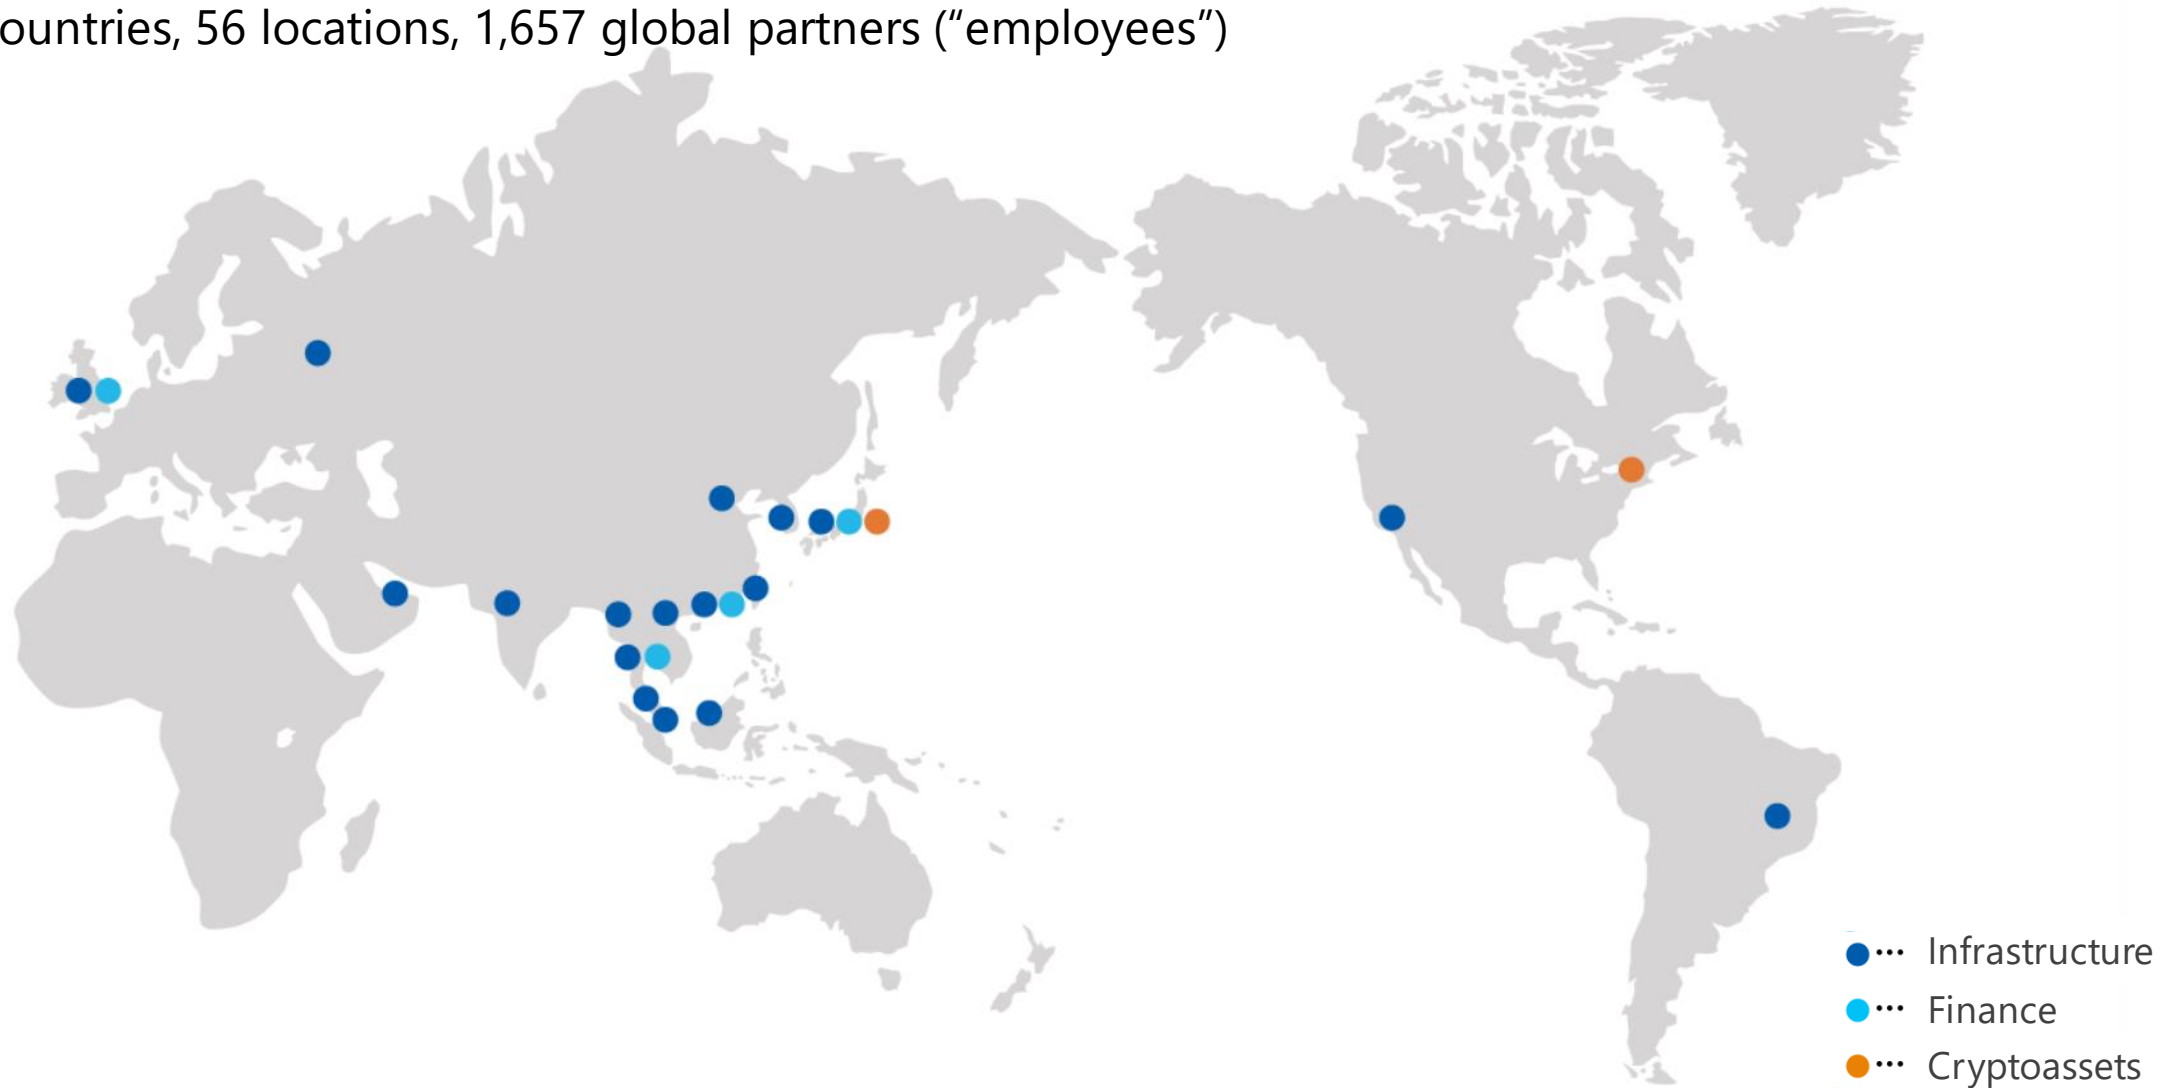 ountries, 56 locations, 1,657 global partners (“employees”)
··· Infrastructure
··· Finance
··· Cryptoassets